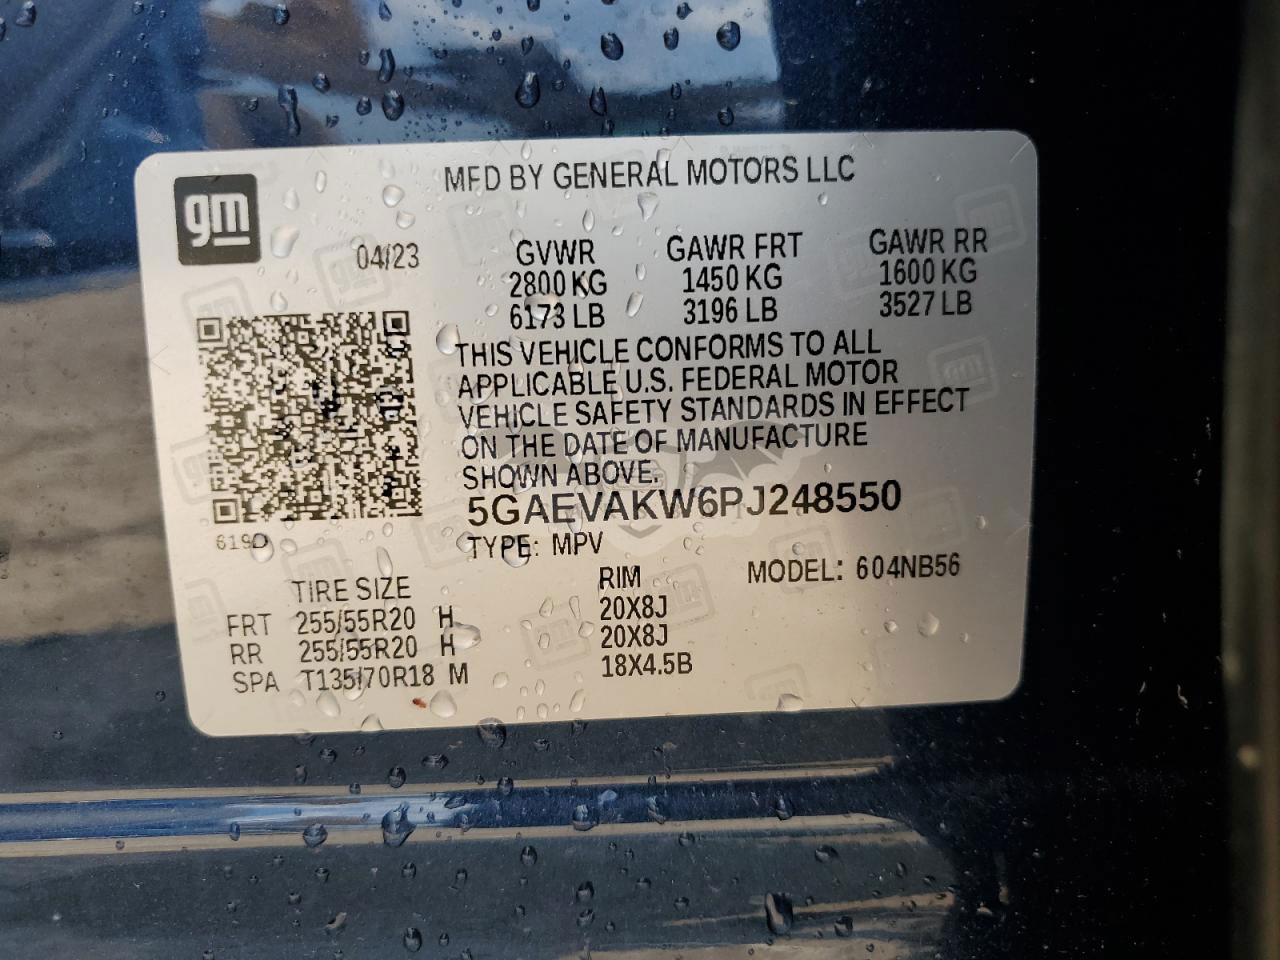 MFD BY GENERAL MOTORS LLC
gm
04/23 GVWR GAWR FRT GAWR RR
2800 KG 1450 KG 1600 KG
6173 LB 3196 LB 3527 LB
THIS VEHICLE CONFORMS TO ALL
APPLICABLE U.S. FEDERAL MOTOR
VEHICLE SAFETY STANDARDS IN EFFECT
ON THE DATE OF MANUFACTURE
SHOWN ABOVE.
5GAEVAKW6PJ248550
619D
TYPE: MPV
MODEL: 604NB56
TIRE SIZE RIM
FRT 255/55R20 H 20X8J
RR 255/55R20 H 20X8J
SPA T135/70R18 M 18X4.5B